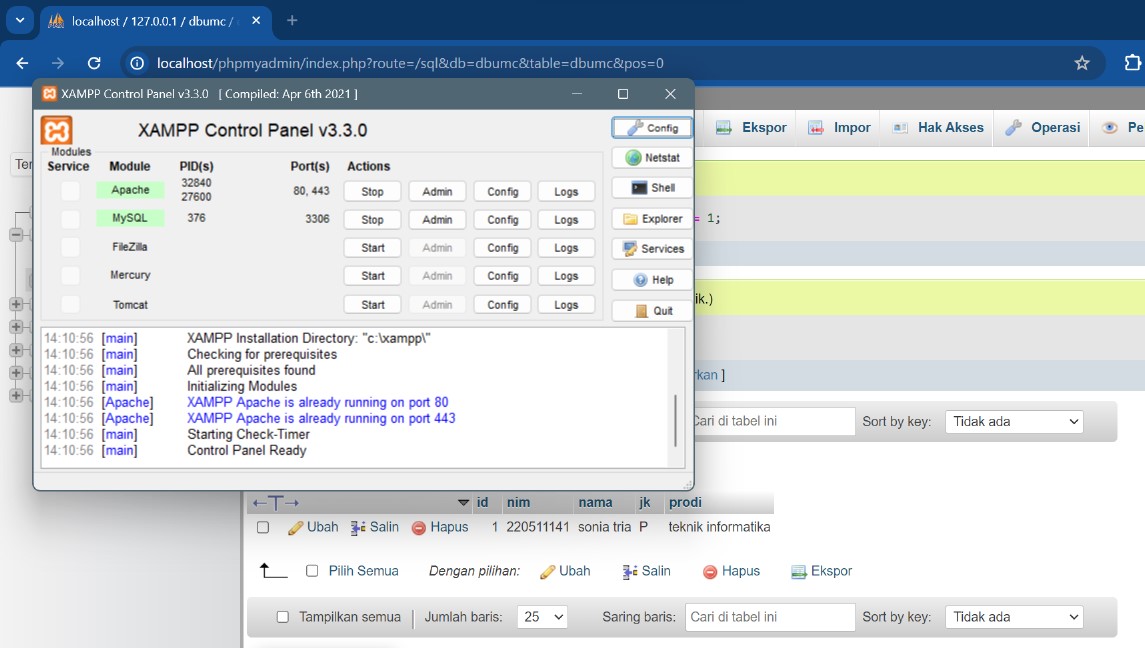 localhost / 127.0.0.1 / dbumc /
localhost/phpmyadmin/index.php?route=/sql&db=dbumc&table=dbumc&pos=0
XAMPP Control Panel v3.3.0 [ Compiled: Apr 6th 2021 ]
XAMPP Control Panel v3.3.0
Config
Modules
Service Module PID(s) Port(s) Actions
Netstat
Apache 32840 80, 443 Stop Admin Config Logs
27600
Shell
MySQL 376 3306 Stop Admin Config Logs
Explorer
FileZilla Start Admin Config Logs
Services
Mercury Start Admin Config Logs
Help
Tomcat Start Admin Config Logs
Quit
14:10:56 [main] XAMPP Installation Directory: "c:\xampp\"
14:10:56 [main] Checking for prerequisites
14:10:56 [main] All prerequisites found
14:10:56 [main] Initializing Modules
14:10:56 [Apache] XAMPP Apache is already running on port 80
14:10:56 [Apache] XAMPP Apache is already running on port 443
14:10:56 [main] Starting Check-Timer
14:10:56 [main] Control Panel Ready
Ter
Ekspor Impor Hak Akses Operasi Pe
= 1;
ik.)
rkan ]
Cari di tabel ini Sort by key: Tidak ada
id nim nama jk prodi
Ubah Salin Hapus 1 220511141 sonia tria P teknik informatika
Pilih Semua Dengan pilihan: Ubah Salin Hapus Ekspor
Tampilkan semua Jumlah baris: 25 Saring baris: Cari di tabel ini Sort by key: Tidak ada